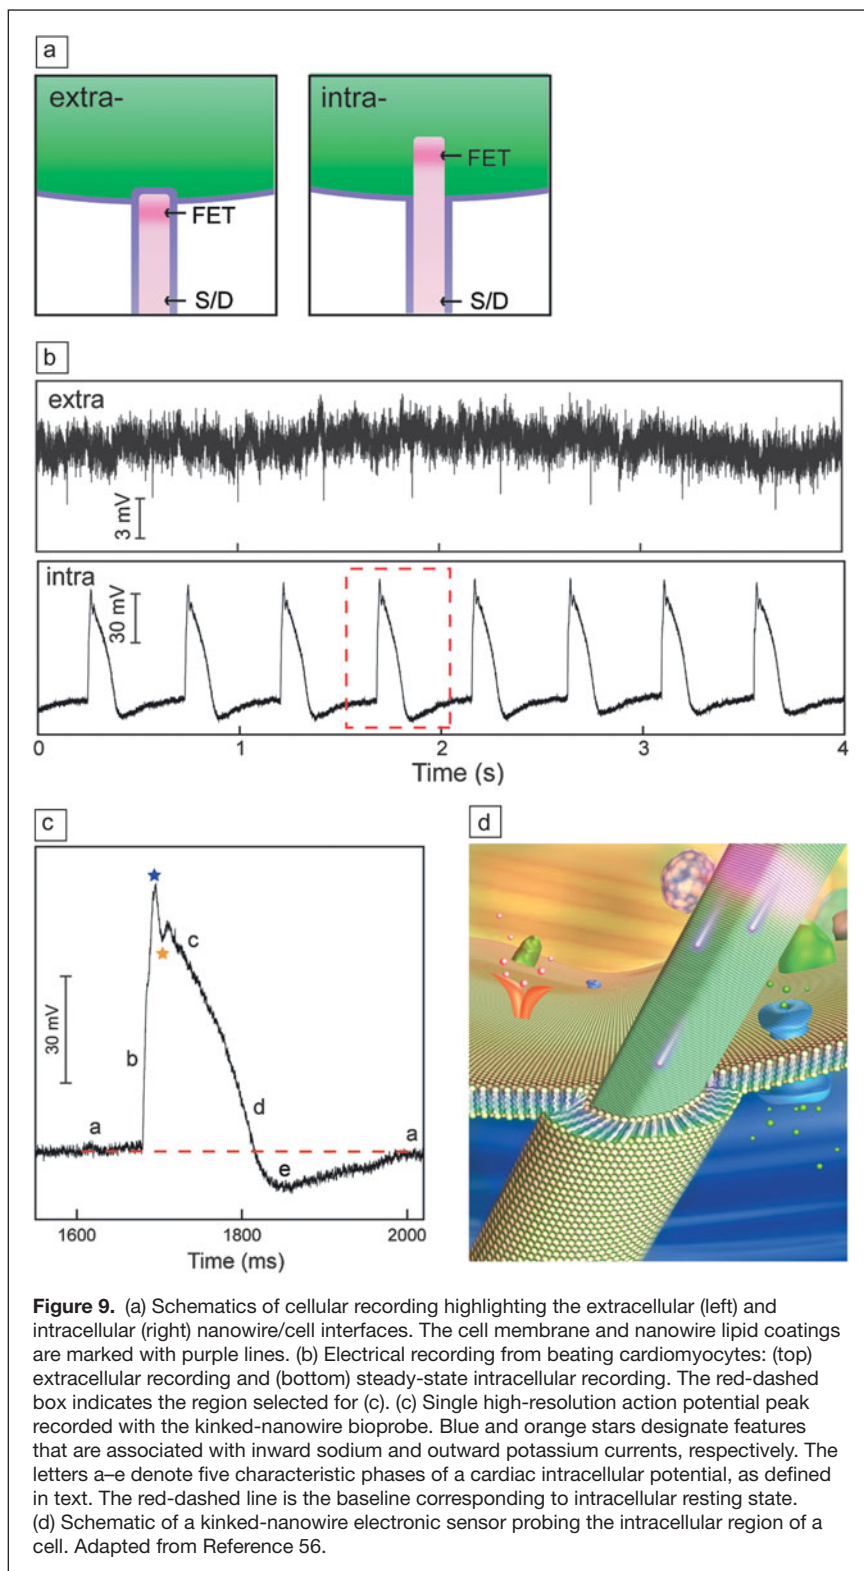 a
extra-
FET
S/D
intra-
FET
S/D
b
extra
3 mV
intra
30 mV
0 1 2 3 4
Time (s)
c
30 mV
a
b
c
d
e
a
1600 1800 2000
Time (ms)
d
Figure 9. (a) Schematics of cellular recording highlighting the extracellular (left) and
intracellular (right) nanowire/cell interfaces. The cell membrane and nanowire lipid coatings
are marked with purple lines. (b) Electrical recording from beating cardiomyocytes: (top)
extracellular recording and (bottom) steady-state intracellular recording. The red-dashed
box indicates the region selected for (c). (c) Single high-resolution action potential peak
recorded with the kinked-nanowire bioprobe. Blue and orange stars designate features
that are associated with inward sodium and outward potassium currents, respectively. The
letters a–e denote five characteristic phases of a cardiac intracellular potential, as defined
in text. The red-dashed line is the baseline corresponding to intracellular resting state.
(d) Schematic of a kinked-nanowire electronic sensor probing the intracellular region of a
cell. Adapted from Reference 56.